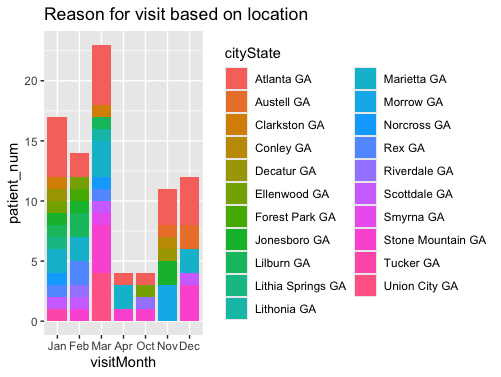 Reason for visit based on location
patient_num
20
15
10
5
0
Jan Feb Mar Apr Oct Nov Dec
visitMonth
cityState
Atlanta GA
Austell GA
Clarkston GA
Conley GA
Decatur GA
Ellenwood GA
Forest Park GA
Jonesboro GA
Lilburn GA
Lithia Springs GA
Lithonia GA
Marietta GA
Morrow GA
Norcross GA
Rex GA
Riverdale GA
Scottdale GA
Smyrna GA
Stone Mountain GA
Tucker GA
Union City GA